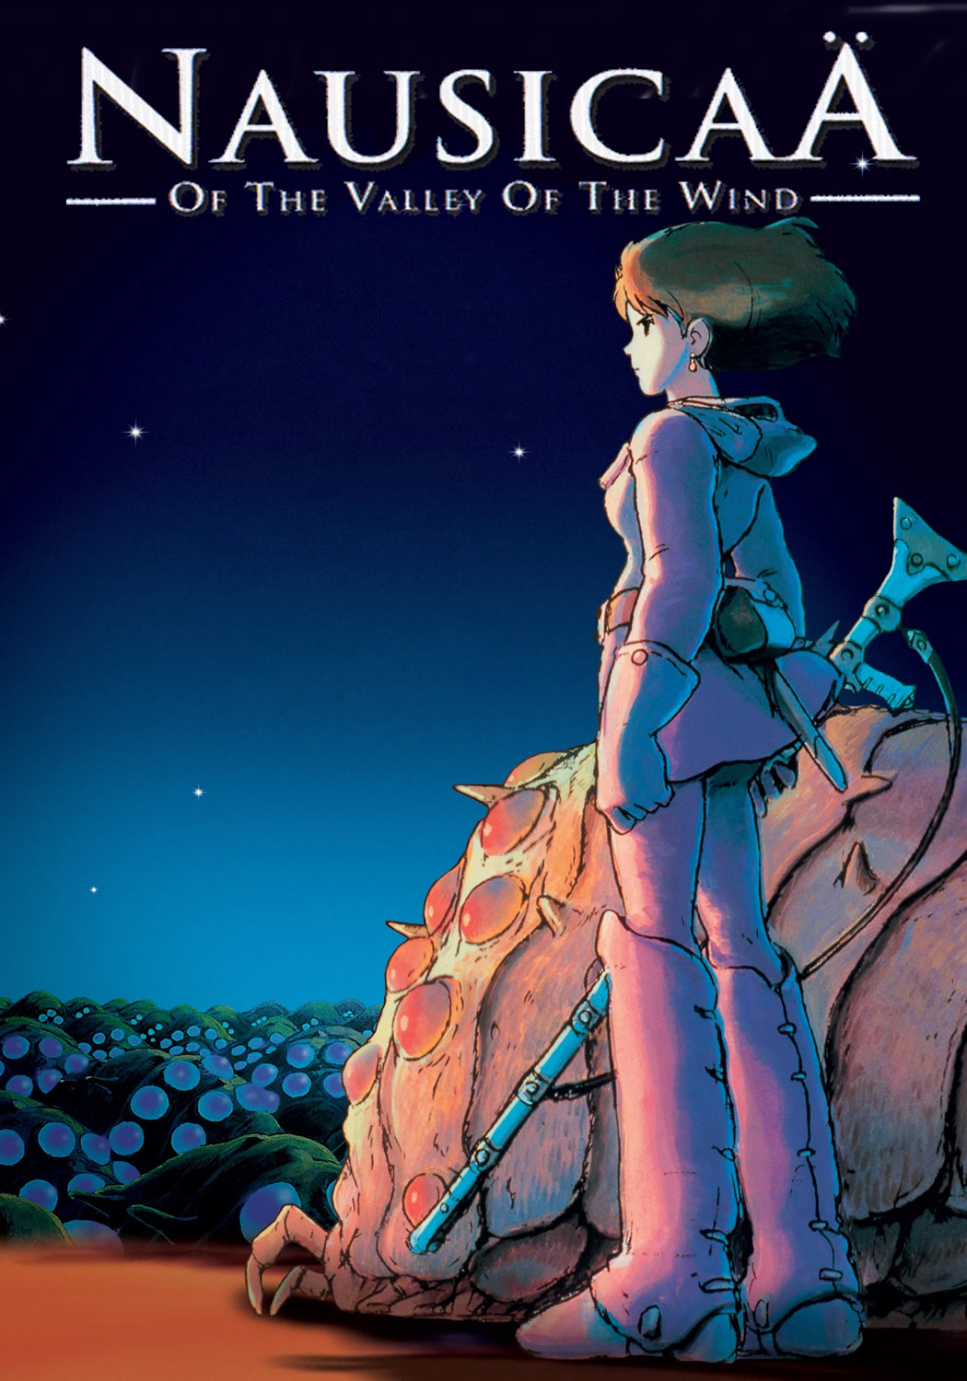 NAUSICAÄ
OF THE VALLEY OF THE WIND